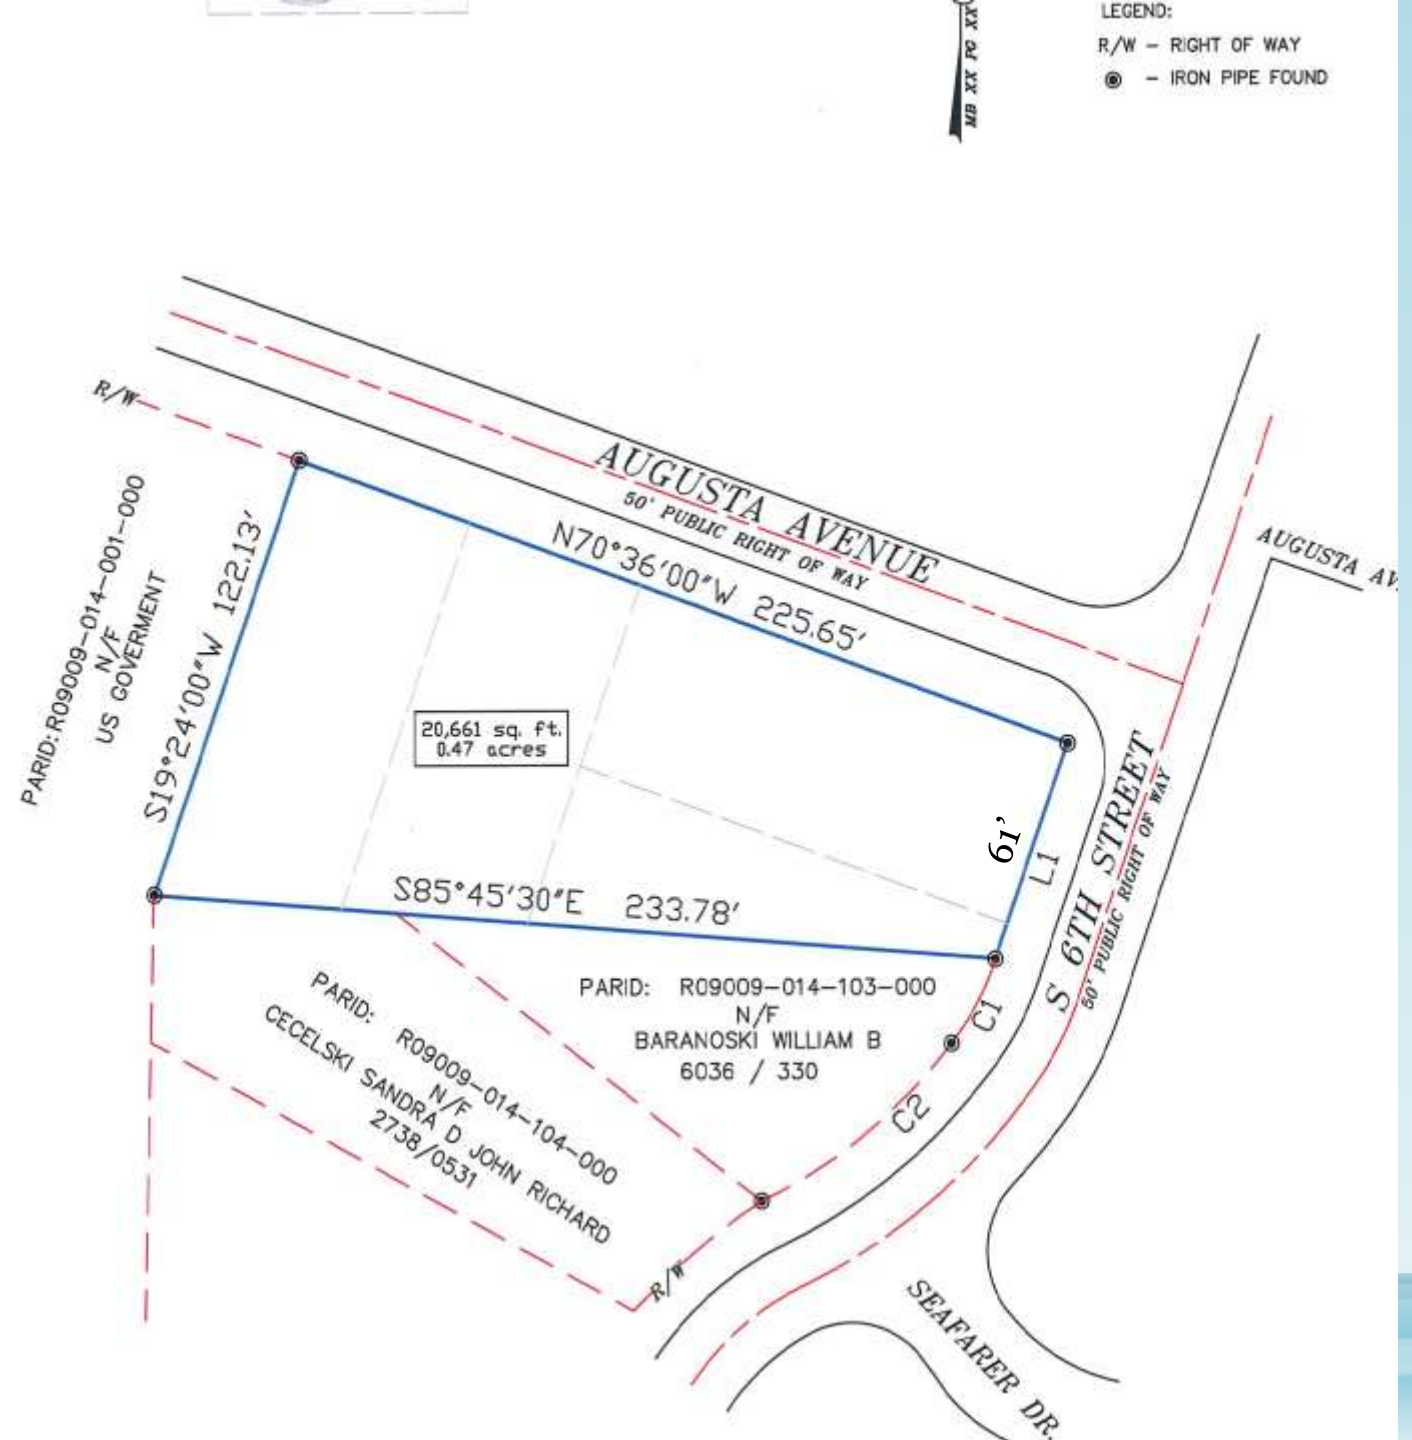 LEGEND:
R/W - RIGHT OF WAY
- IRON PIPE FOUND
MB XX PG XX
R/W
AUGUSTA AVENUE
50' PUBLIC RIGHT OF WAY
N70°36'00"W 225.65'
AUGUSTA AV
PARID: R09009-014-001-000
N/F
US GOVERMENT
S19°24'00"W 122.13'
20,661 sq. ft.
0.47 acres
61'
L1
S 6TH STREET
50' PUBLIC RIGHT OF WAY
S85°45'30"E 233.78'
PARID: R09009-014-103-000
N/F
BARANOSKI WILLIAM B
6036 / 330
C1
C2
PARID: R09009-014-104-000
N/F
CECELSKI SANDRA D JOHN RICHARD
2738/0531
R/W
SEAFARER DR.